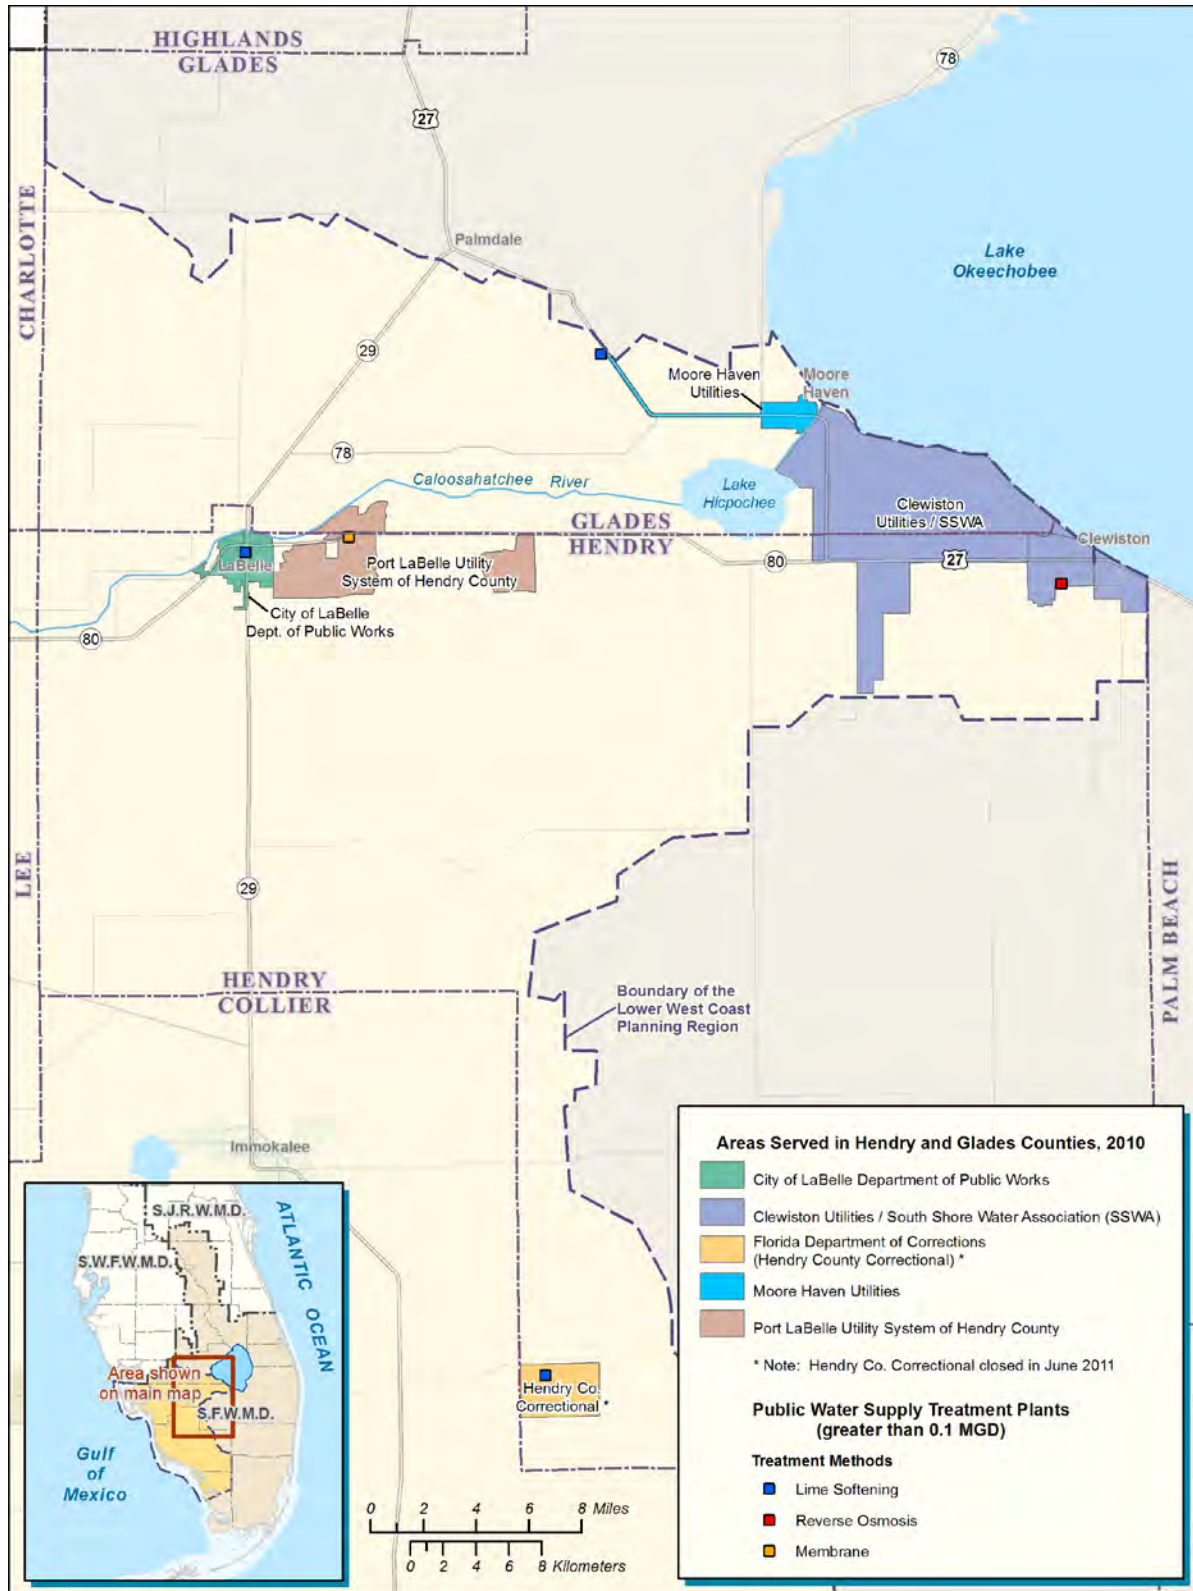 HIGHLANDS
GLADES
78
27
CHARLOTTE
Palmdale
Lake
Okeechobee
29
Moore Haven
Utilities
Moore
Haven
78
Caloosahatchee River
Lake
Hicpochee
Clewiston
Utilities / SSWA
GLADES
HENDRY
Clewiston
LaBelle
Port LaBelle Utility
System of Hendry County
80
27
City of LaBelle
Dept. of Public Works
80
LEE
29
PALM BEACH
HENDRY
COLLIER
Boundary of the
Lower West Coast
Planning Region
Immokalee
Areas Served in Hendry and Glades Counties, 2010
City of LaBelle Department of Public Works
Clewiston Utilities / South Shore Water Association (SSWA)
Florida Department of Corrections
(Hendry County Correctional) *
Moore Haven Utilities
Port LaBelle Utility System of Hendry County
* Note: Hendry Co. Correctional closed in June 2011
Public Water Supply Treatment Plants
(greater than 0.1 MGD)
Treatment Methods
Lime Softening
Reverse Osmosis
Membrane
S.J.R.W.M.D.
S.W.F.W.M.D.
ATLANTIC OCEAN
Area shown
on main map
S.F.W.M.D.
Gulf
of
Mexico
Hendry Co.
Correctional *
0 2 4 6 8 Miles
0 2 4 6 8 Kilometers